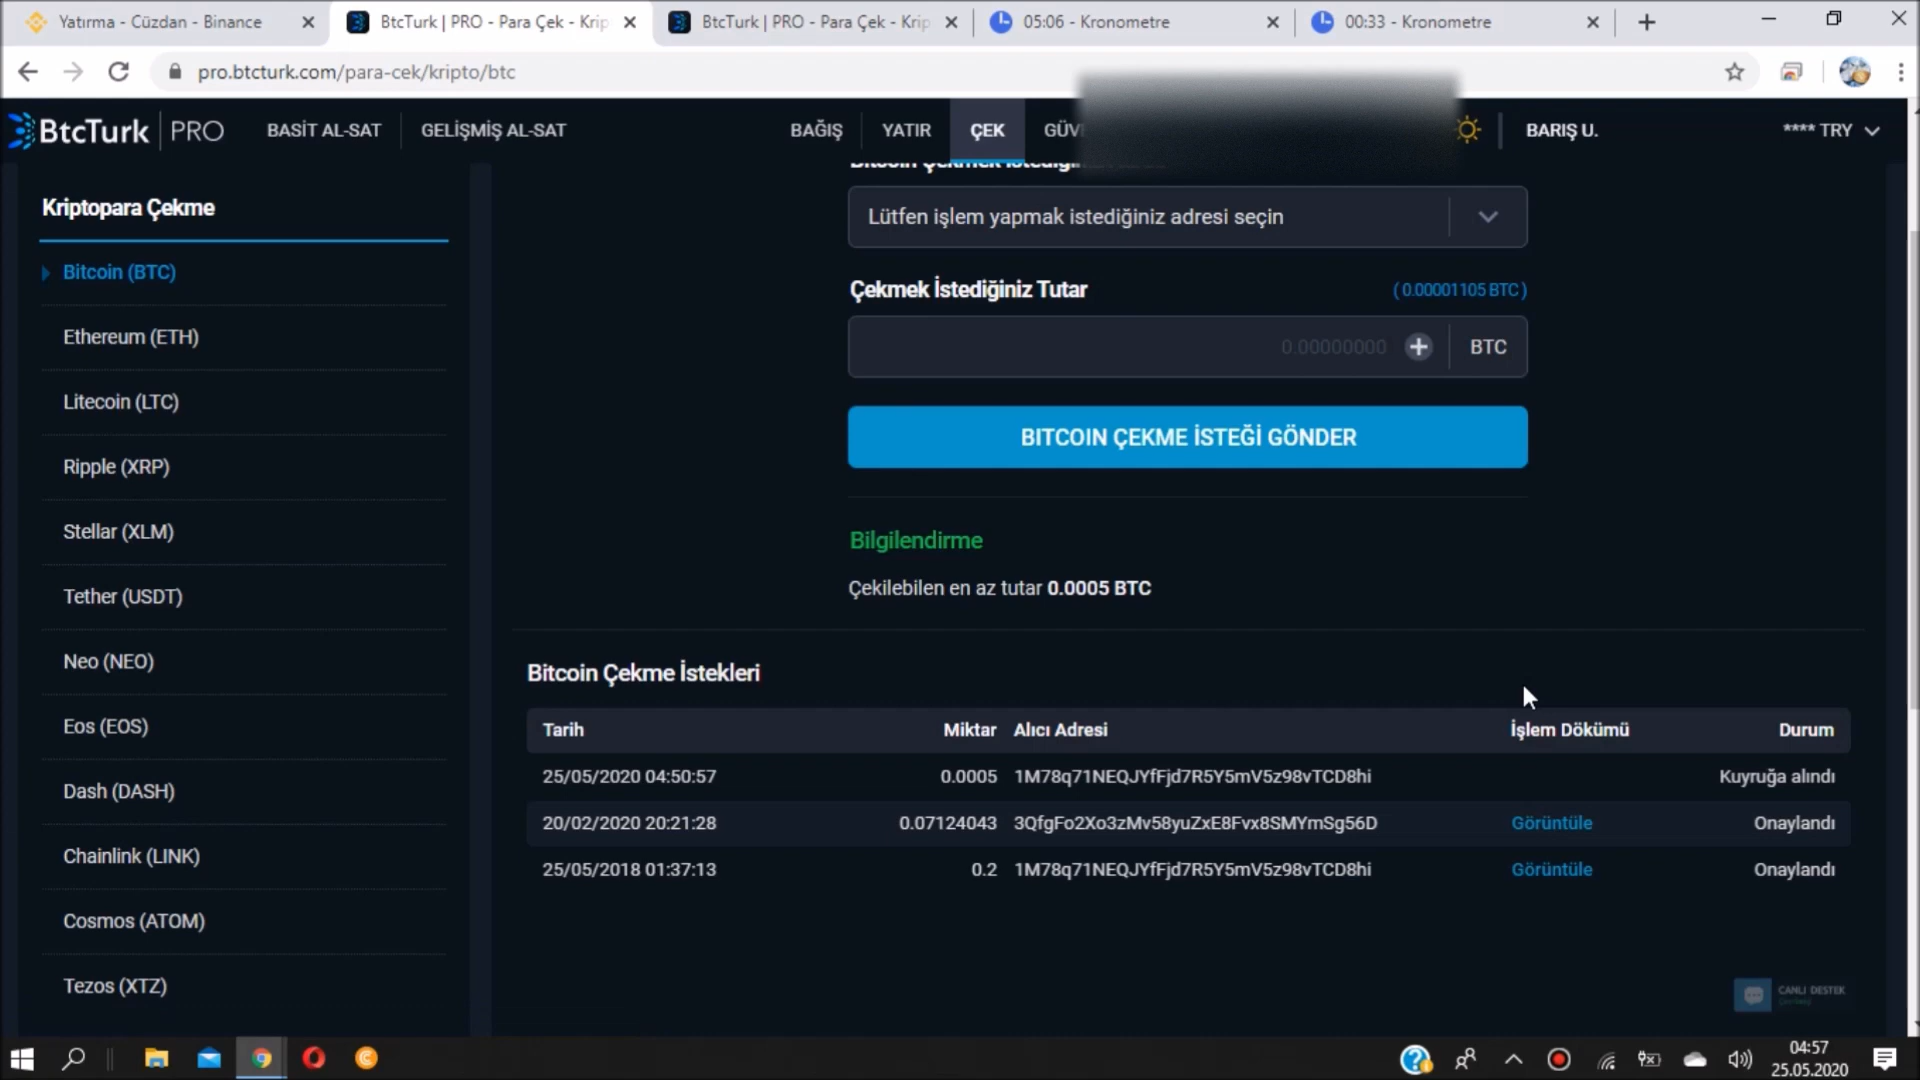 Yatırma - Cüzdan - Binance
BtcTurk | PRO - Para Çek - Krip
BtcTurk | PRO - Para Çek - Krip
05:06 - Kronometre
00:33 - Kronometre
pro.btcturk.com/para-cek/kripto/btc
BtcTurk | PRO
BASİT AL-SAT
GELİŞMİŞ AL-SAT
BAĞIŞ
YATIR
ÇEK
BARIŞ U.
**** TRY
Kriptopara Çekme
Bitcoin (BTC)
Ethereum (ETH)
Litecoin (LTC)
Ripple (XRP)
Stellar (XLM)
Tether (USDT)
Neo (NEO)
Eos (EOS)
Dash (DASH)
Chainlink (LINK)
Cosmos (ATOM)
Tezos (XTZ)
Lütfen işlem yapmak istediğiniz adresi seçin
Çekmek İstediğiniz Tutar
( 0.00001105 BTC )
0.00000000
BTC
BITCOIN ÇEKME İSTEĞİ GÖNDER
Bilgilendirme
Çekilebilen en az tutar 0.0005 BTC
Bitcoin Çekme İstekleri
Tarih Miktar Alıcı Adresi İşlem Dökümü Durum
25/05/2020 04:50:57 0.0005 1M78q71NEQJYfFjd7R5Y5mV5z98vTCD8hi Kuyruğa alındı
20/02/2020 20:21:28 0.07124043 3QfgFo2Xo3zMv58yuZxE8Fvx8SMYmSg56D Görüntüle Onaylandı
25/05/2018 01:37:13 0.2 1M78q71NEQJYfFjd7R5Y5mV5z98vTCD8hi Görüntüle Onaylandı
CANLI DESTEK
04:57
25.05.2020